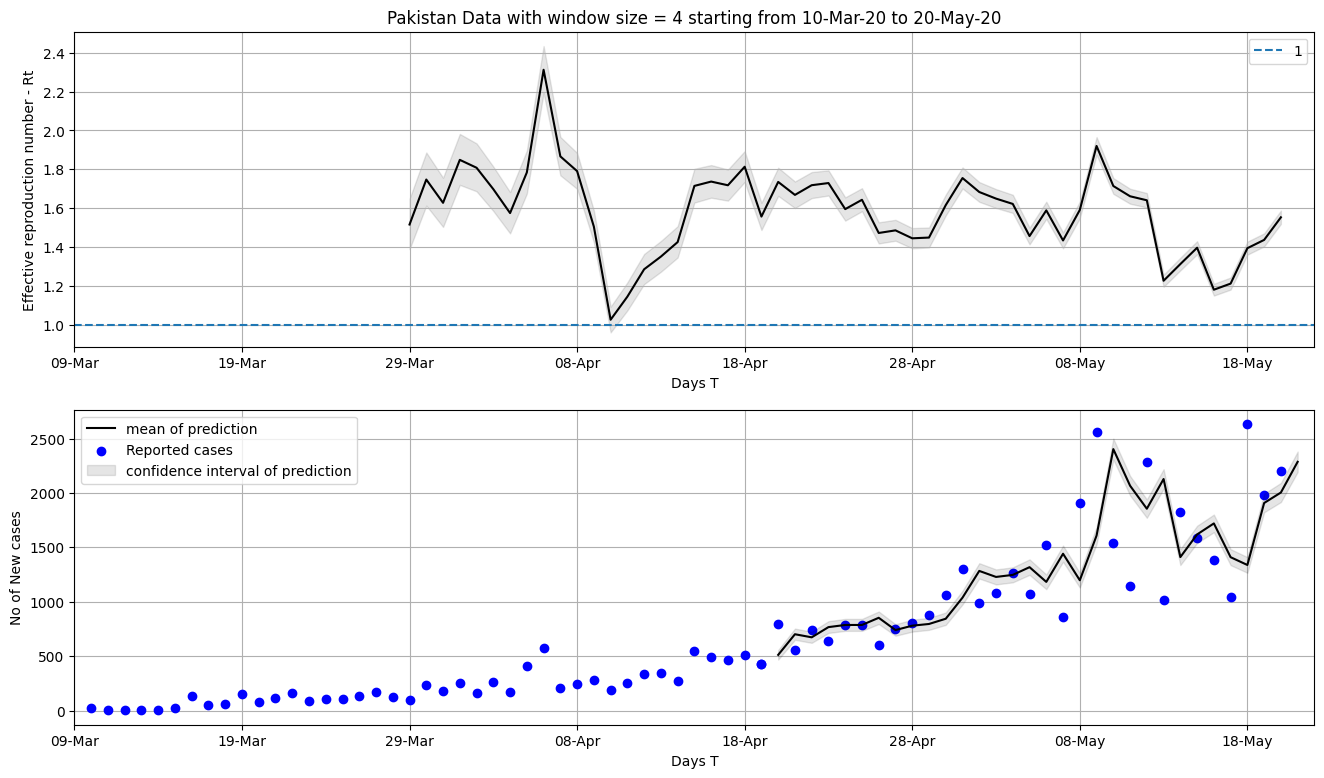 Pakistan Data with window size = 4 starting from 10-Mar-20 to 20-May-20
Effective reproduction number - Rt
2.4
2.2
2.0
1.8
1.6
1.4
1.2
1.0
1
09-Mar 19-Mar 29-Mar 08-Apr 18-Apr 28-Apr 08-May 18-May
Days T
No of New cases
2500
2000
1500
1000
500
0
mean of prediction
Reported cases
confidence interval of prediction
09-Mar 19-Mar 29-Mar 08-Apr 18-Apr 28-Apr 08-May 18-May
Days T